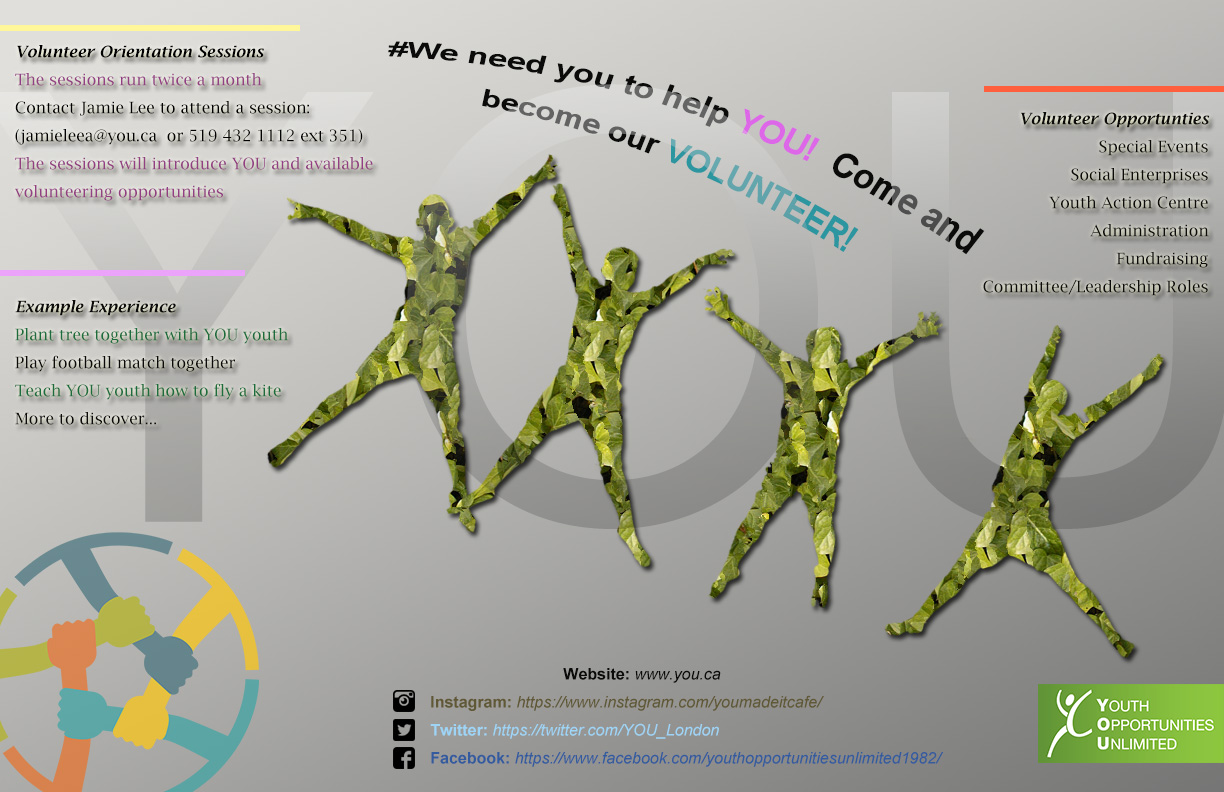 Volunteer Orientation Sessions
The sessions run twice a month
Contact Jamie Lee to attend a session:
(jamieleea@you.ca or 519 432 1112 ext 351)
The sessions will introduce YOU and available
volunteering opportunities
Example Experience
Plant tree together with YOU youth
Play football match together
Teach YOU youth how to fly a kite
More to discover...
#We need you to help YOU! Come and
become our VOLUNTEER!
YOU
Volunteer Opportunties
Special Events
Social Enterprises
Youth Action Centre
Administration
Fundraising
Committee/Leadership Roles
Website: www.you.ca
Instagram: https://www.instagram.com/youmadeitcafe/
Twitter: https://twitter.com/YOU_London
Facebook: https://www.facebook.com/youthopportunitiesunlimited1982/
YOUTH
OPPORTUNITIES
UNLIMITED